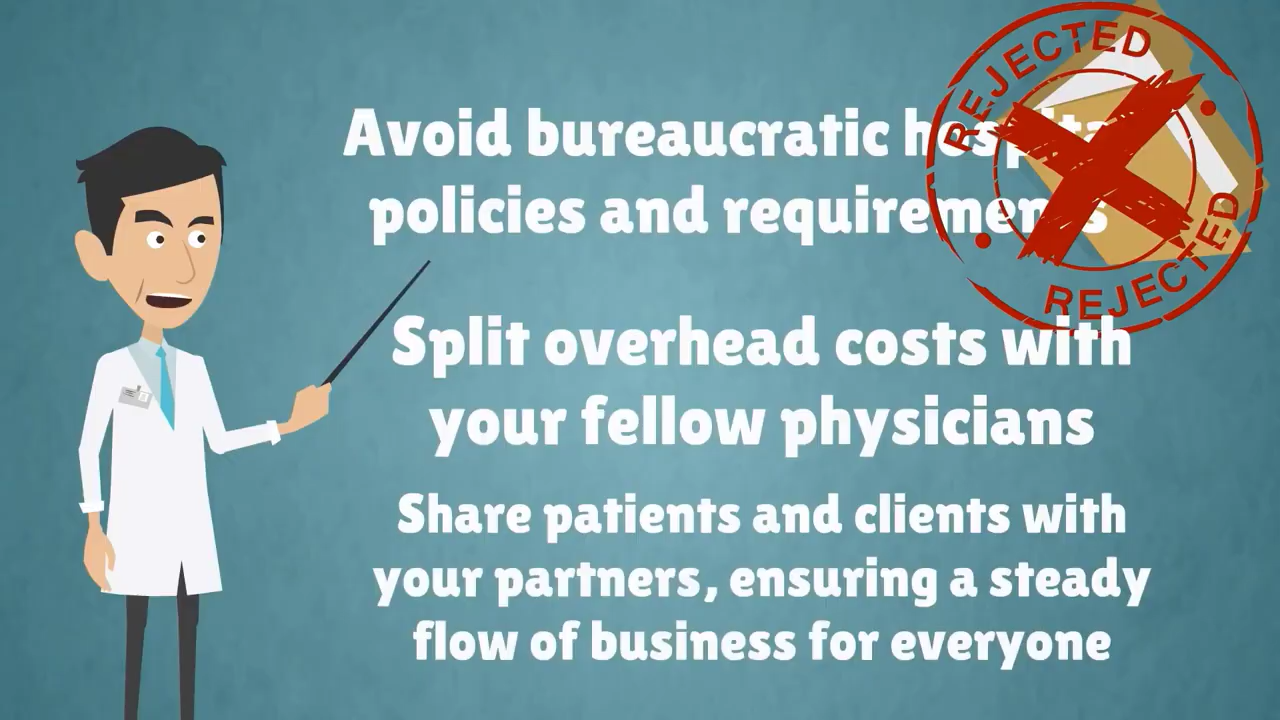 REJECTED
Avoid bureaucratic hospital
policies and requirements
REJECTED
Split overhead costs with
your fellow physicians
Share patients and clients with
your partners, ensuring a steady
flow of business for everyone